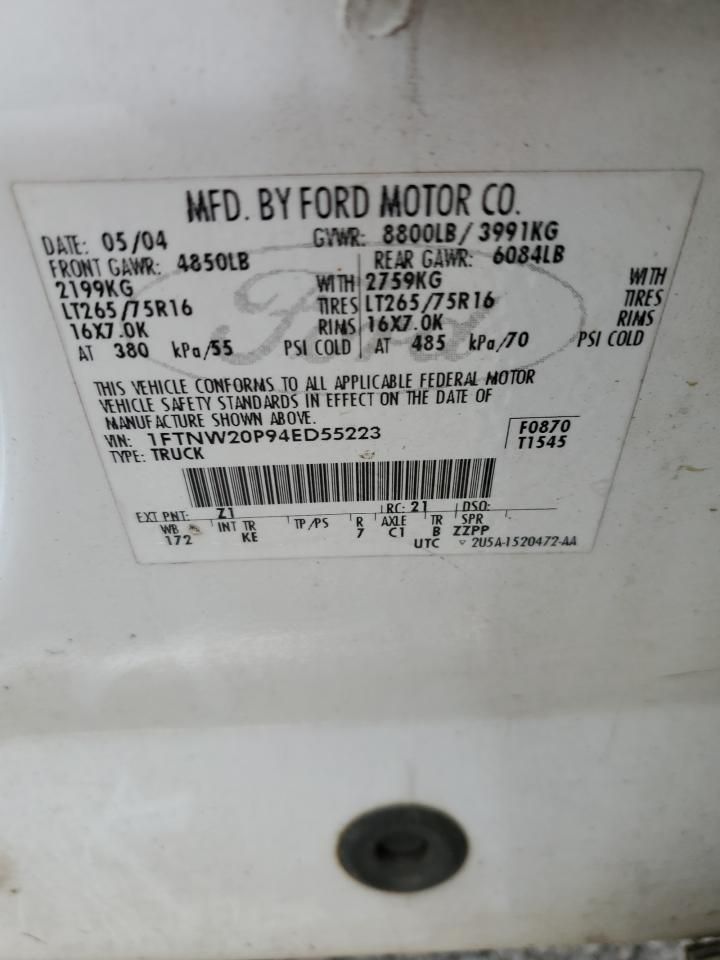 MFD. BY FORD MOTOR CO.
DATE: 05/04 GVWR: 8800LB/ 3991KG
FRONT GAWR: 4850LB REAR GAWR: 6084LB
2199KG WITH 2759KG WITH
LT265/75R16 TIRES LT265/75R16 TIRES
16X7.0K RIMS 16X7.0K RIMS
AT 380 kPa/55 PSI COLD AT 485 kPa/70 PSI COLD
THIS VEHICLE CONFORMS TO ALL APPLICABLE FEDERAL MOTOR
VEHICLE SAFETY STANDARDS IN EFFECT ON THE DATE OF
MANUFACTURE SHOWN ABOVE.
VIN: 1FTNW20P94ED55223 F0870
TYPE: TRUCK T1545
EXT PNT: Z1 RC: 21 DSO:
WB INT TR TP/PS R AXLE TR SPR
172 KE 7 C1 B ZZPP
UTC ▽ 2U5A-1520472-AA
Ford